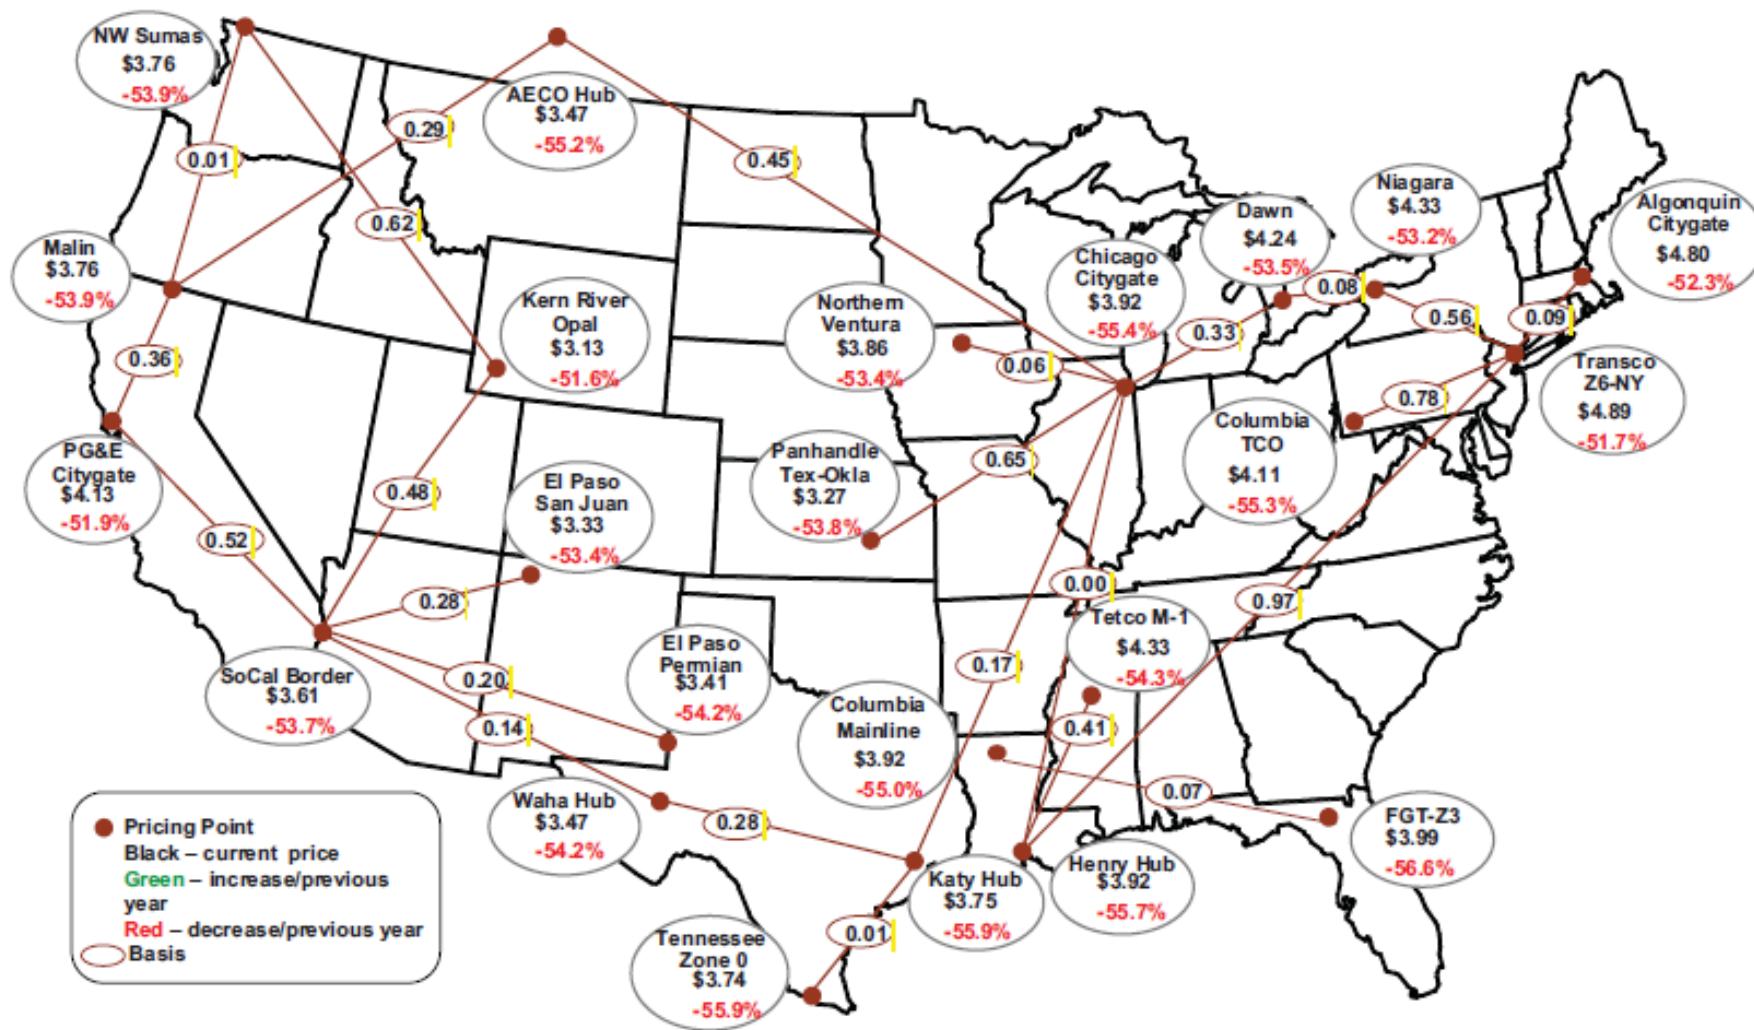 NW Sumas
$3.76
-53.9%
AECO Hub
$3.47
-55.2%
0.29
0.01
0.45
0.62
Niagara
$4.33
-53.2%
Algonquin
Citygate
$4.80
-52.3%
Dawn
$4.24
-53.5%
Malin
$3.76
-53.9%
Chicago
Citygate
$3.92
-55.4%
Kern River
Opal
$3.13
-51.6%
Northern
Ventura
$3.86
-53.4%
0.08
0.56
0.09
0.33
0.36
0.06
Transco
Z6-NY
$4.89
-51.7%
0.78
Columbia
TCO
$4.11
-55.3%
PG&E
Citygate
$4.13
-51.9%
0.48
El Paso
San Juan
$3.33
-53.4%
Panhandle
Tex-Okla
$3.27
-53.8%
0.65
0.52
0.28
0.00
0.97
Tetco M-1
$4.33
-54.3%
El Paso
Permian
$3.41
-54.2%
SoCal Border
$3.61
-53.7%
0.20
0.17
0.14
0.41
Columbia
Mainline
$3.92
-55.0%
Waha Hub
$3.47
-54.2%
0.28
0.07
FGT-Z3
$3.99
-56.6%
Katy Hub
$3.75
-55.9%
Henry Hub
$3.92
-55.7%
0.01
Tennessee
Zone 0
$3.74
-55.9%
Pricing Point
Black – current price
Green – increase/previous
year
Red – decrease/previous year
Basis